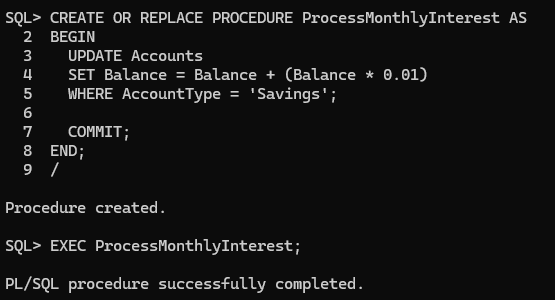 SQL> CREATE OR REPLACE PROCEDURE ProcessMonthlyInterest AS
  2  BEGIN
  3    UPDATE Accounts
  4    SET Balance = Balance + (Balance * 0.01)
  5    WHERE AccountType = 'Savings';
  6
  7    COMMIT;
  8  END;
  9  /
Procedure created.
SQL> EXEC ProcessMonthlyInterest;
PL/SQL procedure successfully completed.